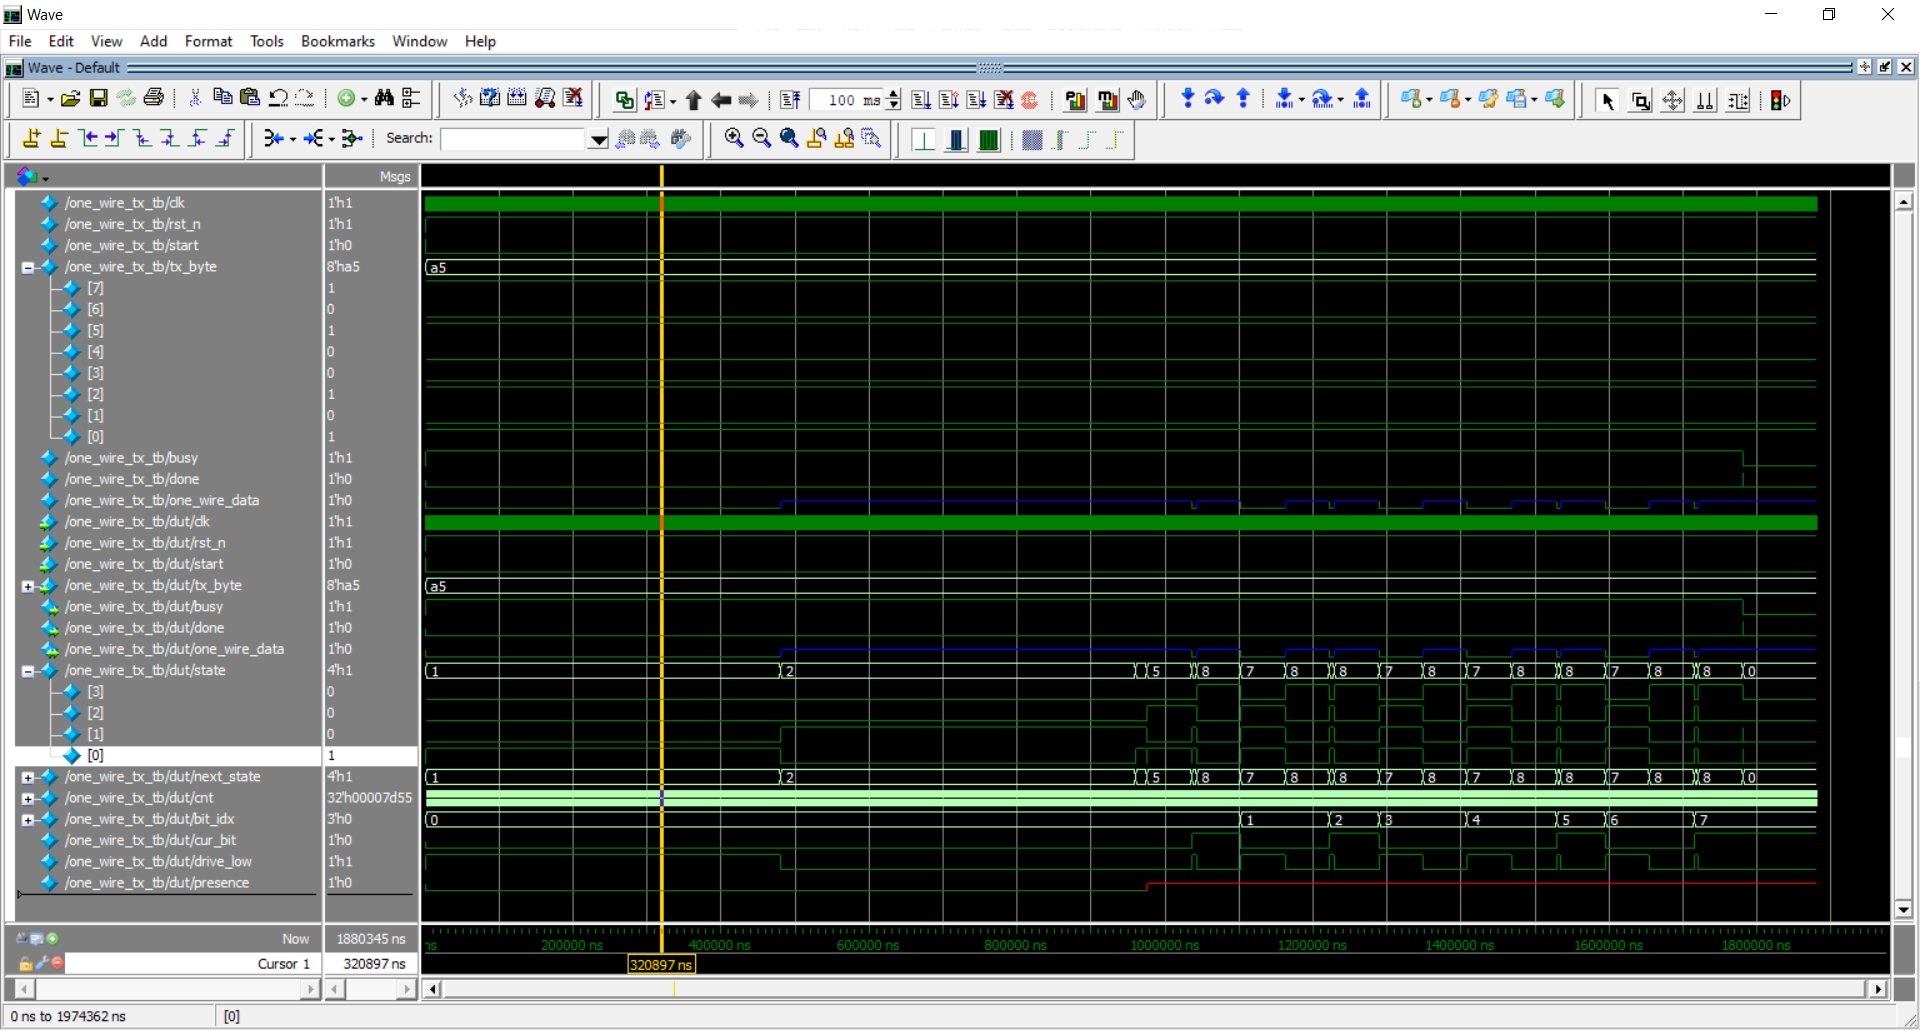 Wave
File Edit View Add Format Tools Bookmarks Window Help
Wave - Default
100 ms
Search:
Msgs
/one_wire_tx_tb/clk 1'h1
/one_wire_tx_tb/rst_n 1'h1
/one_wire_tx_tb/start 1'h0
/one_wire_tx_tb/tx_byte 8'ha5 a5
[7] 1
[6] 0
[5] 1
[4] 0
[3] 0
[2] 1
[1] 0
[0] 1
/one_wire_tx_tb/busy 1'h1
/one_wire_tx_tb/done 1'h0
/one_wire_tx_tb/one_wire_data 1'h0
/one_wire_tx_tb/dut/clk 1'h1
/one_wire_tx_tb/dut/rst_n 1'h1
/one_wire_tx_tb/dut/start 1'h0
/one_wire_tx_tb/dut/tx_byte 8'ha5 a5
/one_wire_tx_tb/dut/busy 1'h1
/one_wire_tx_tb/dut/done 1'h0
/one_wire_tx_tb/dut/one_wire_data 1'h0
/one_wire_tx_tb/dut/state 4'h1 1 2 5 8 7 8 8 7 8 7 8 8 7 8 8 0
[3] 0
[2] 0
[1] 0
[0] 1
/one_wire_tx_tb/dut/next_state 4'h1 1 2 5 8 7 8 8 7 8 7 8 8 7 8 8 0
/one_wire_tx_tb/dut/cnt 32'h00007d55
/one_wire_tx_tb/dut/bit_idx 3'h0 0 1 2 3 4 5 6 7
/one_wire_tx_tb/dut/cur_bit 1'h0
/one_wire_tx_tb/dut/drive_low 1'h1
/one_wire_tx_tb/dut/presence 1'h0
Now 1880345 ns ns 200000 ns 400000 ns 600000 ns 800000 ns 1000000 ns 1200000 ns 1400000 ns 1600000 ns 1800000 ns
Cursor 1 320897 ns 320897 ns
0 ns to 1974362 ns [0]